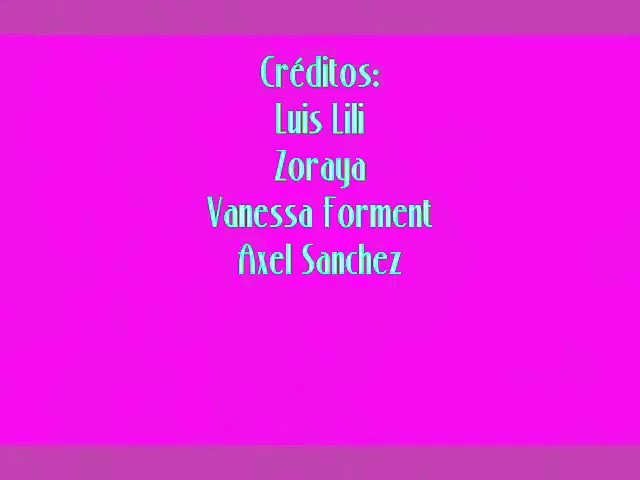 Créditos:
Luis Lili
Zoraya
Vanessa Forment
Axel Sanchez